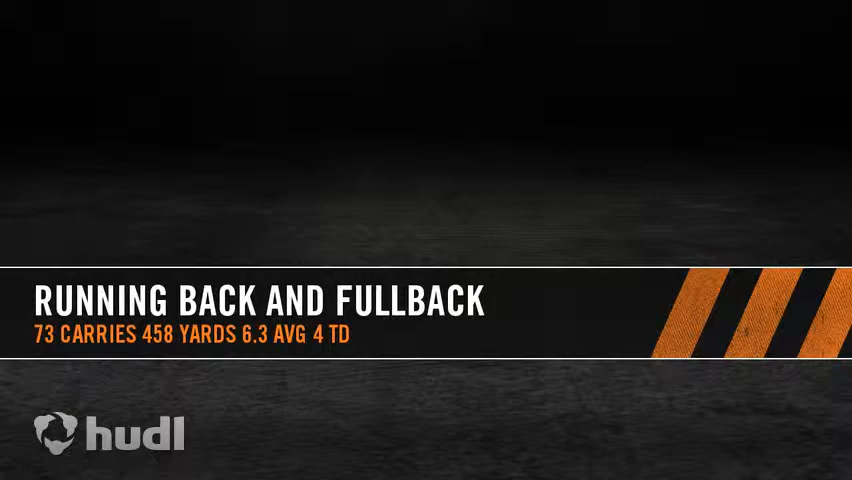 RUNNING BACK AND FULLBACK
73 CARRIES 458 YARDS 6.3 AVG 4 TD
hudl